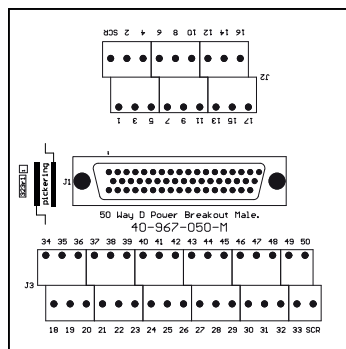 SCR 2 4 6 8 10 12 14 16
J2
1 3 5 7 9 11 13 15 17
pickering
J1
50 Way D Power Breakout Male.
40-967-050-M
34 35 36 37 38 39 40 41 42 43 44 45 46 47 48 49 50
J3
18 19 20 21 22 23 24 25 26 27 28 29 30 31 32 33 SCR